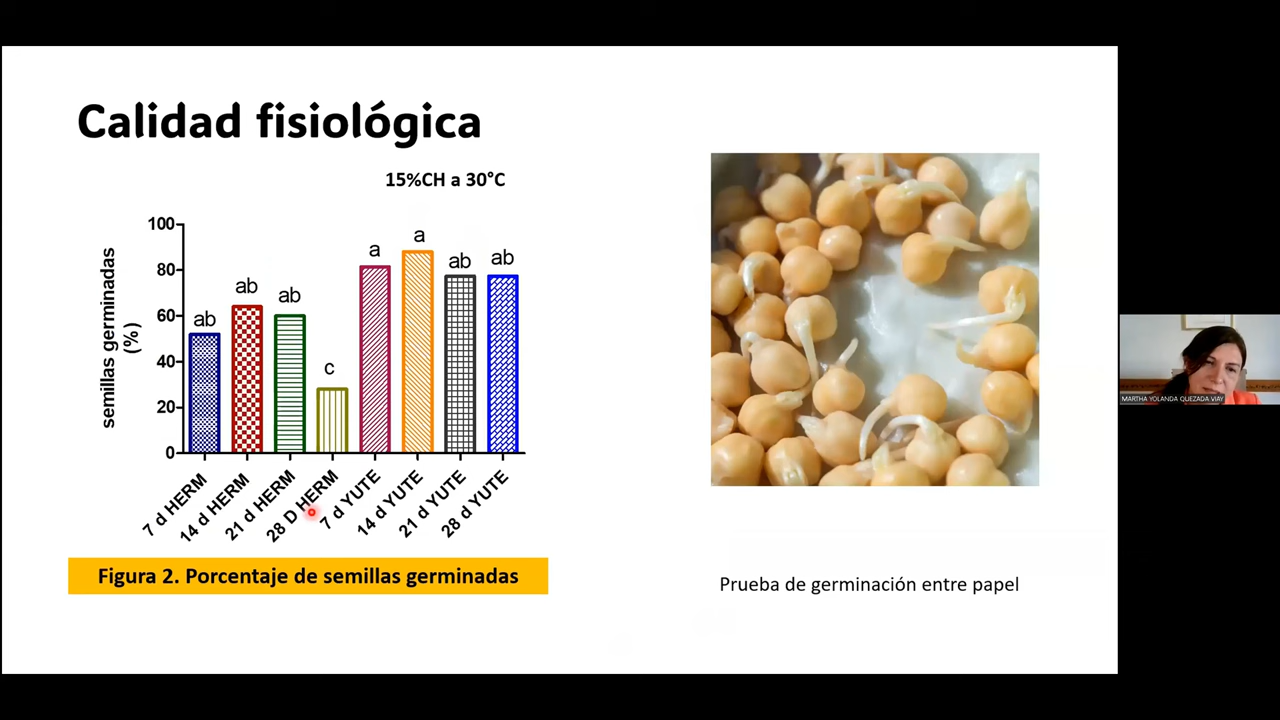 Calidad fisiológica
15%CH a 30°C
semillas germinadas
(%)
100
80
60
40
20
0
ab
ab
ab
c
a
a
ab
ab
7 d HERM
14 d HERM
21 d HERM
28 D HERM
7 d YUTE
14 d YUTE
21 d YUTE
28 d YUTE
Figura 2. Porcentaje de semillas germinadas
Prueba de germinación entre papel
MARTHA YOLANDA QUEZADA VIAY